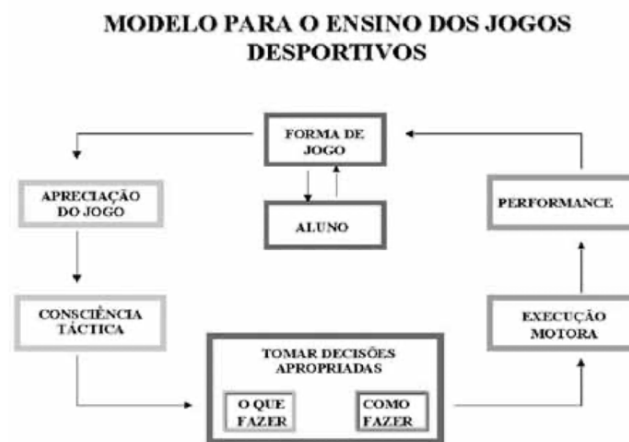 MODELO PARA O ENSINO DOS JOGOS
DESPORTIVOS
FORMA DE
JOGO
APRECIAÇÃO
DO JOGO
ALUNO
PERFORMANCE
CONSCIÊNCIA
TÁCTICA
EXECUÇÃO
MOTORA
TOMAR DECISÕES
APROPRIADAS
O QUE
FAZER
COMO
FAZER